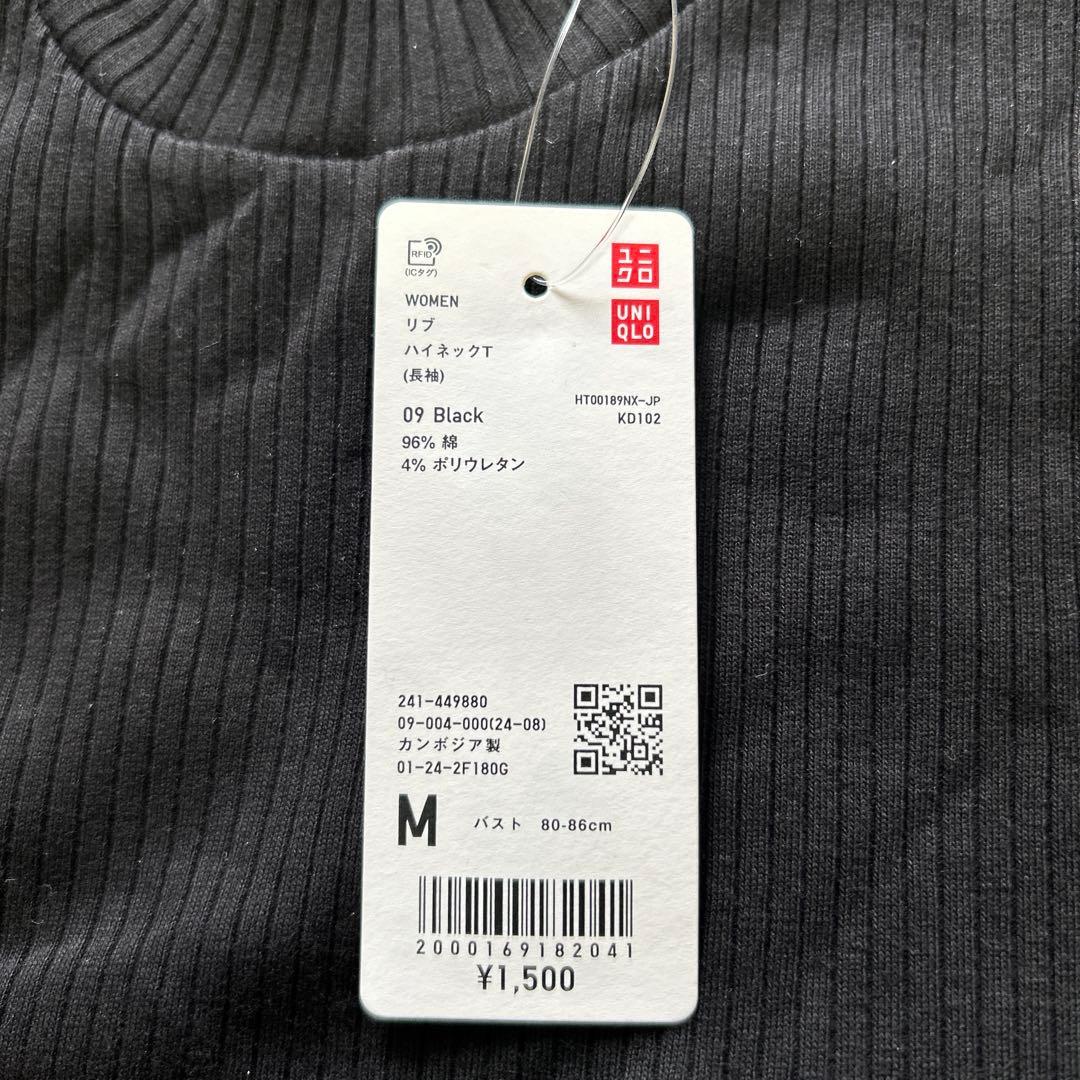 RFID
(ICタグ)
ユニ
クロ
UNI
QLO
WOMEN
リブ
ハイネックT
(長袖)
HT00189NX-JP
09 Black
KD102
96% 綿
4% ポリウレタン
241-449880
09-004-000(24-08)
カンボジア製
01-24-2F180G
M バスト 80-86cm
2000169182041
¥1,500